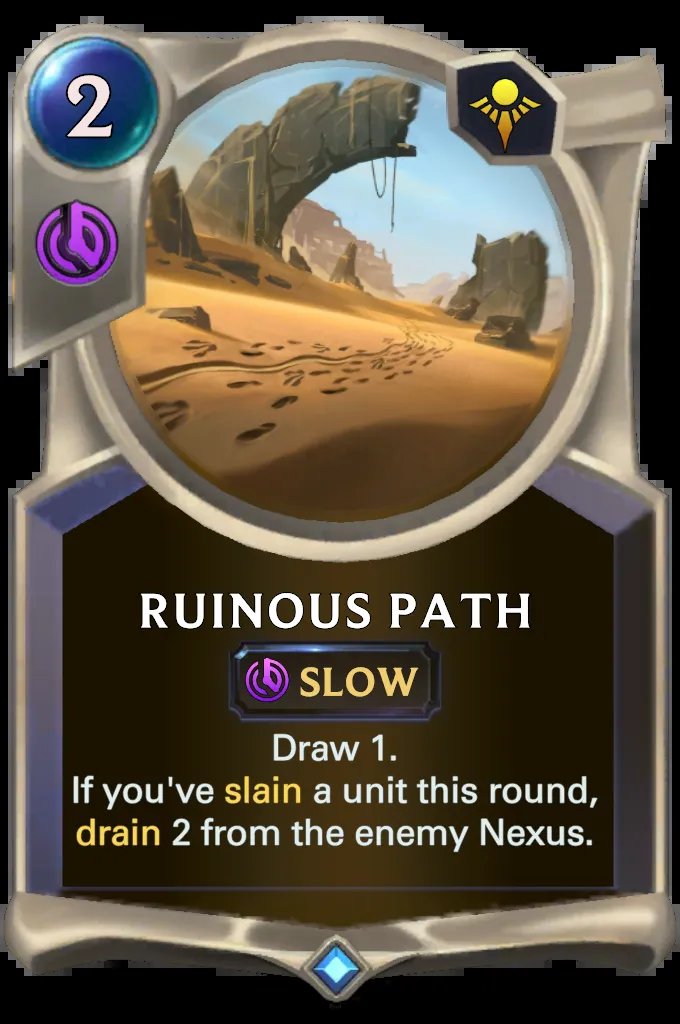 2
RUINOUS PATH
SLOW
Draw 1.
If you've slain a unit this round,
drain 2 from the enemy Nexus.